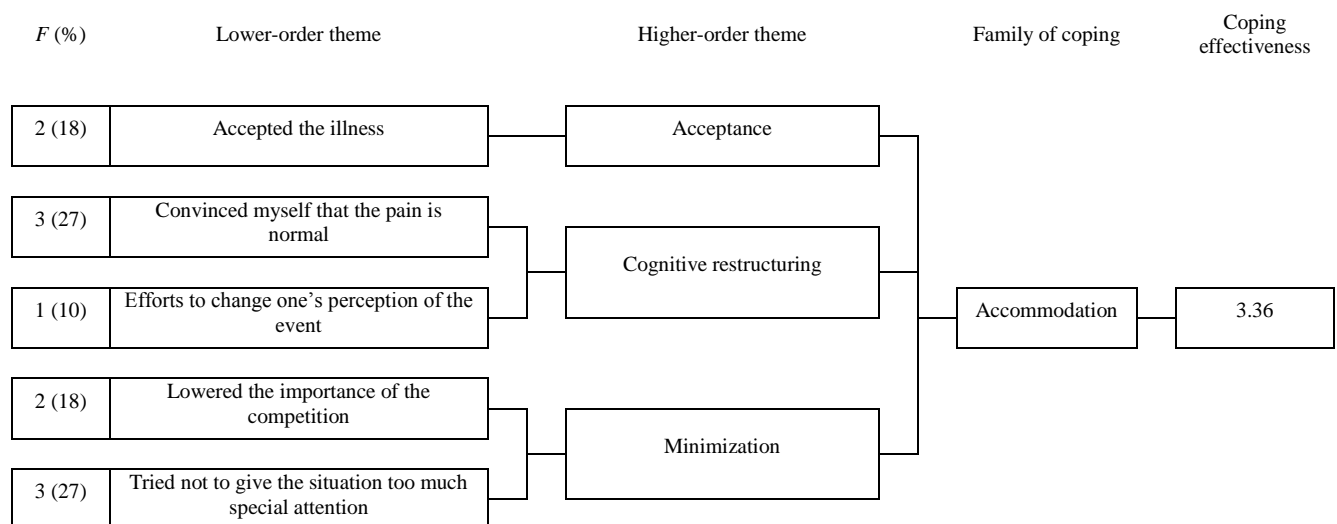 F (%)
Lower-order theme
Higher-order theme
Family of coping
Coping
effectiveness
2 (18)
Accepted the illness
Acceptance
3 (27)
Convinced myself that the pain is
normal
Cognitive restructuring
1 (10)
Efforts to change one’s perception of the
event
Accommodation
3.36
2 (18)
Lowered the importance of the
competition
Minimization
3 (27)
Tried not to give the situation too much
special attention